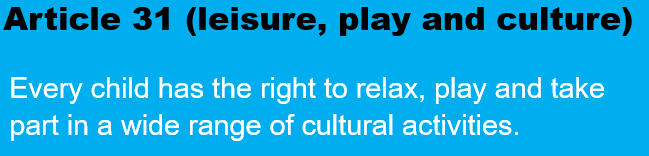 Article 31 (leisure, play and culture)
Every child has the right to relax, play and take
part in a wide range of cultural activities.